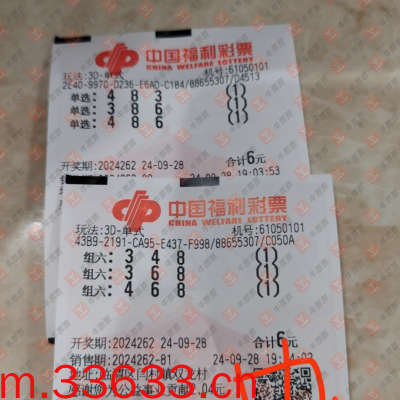 中国福利彩票
CHINA WELFARE LOTTERY
玩法:3D-单式 机号:61050101
2E40-997C-D236-E6AD-C184/88655307/D4513
单选: 4 8 3 (1)
单选: 3 8 6 (1)
单选: 4 8 6 (1)
开奖期:2024262 24-09-28 合计6元
24-09-28 19:03:53
中国福利彩票
CHINA WELFARE LOTTERY
玩法:3D-单式 机号:61050101
43B9-2191-CA95-E437-F998/88655307/C050A
组六: 3 4 8 (1)
组六: 3 6 8 (1)
组六: 4 6 8 (1)
开奖期:2024262 24-09-28 合计6元
销售期:2024262-81 24-09-28
m.33633.cn